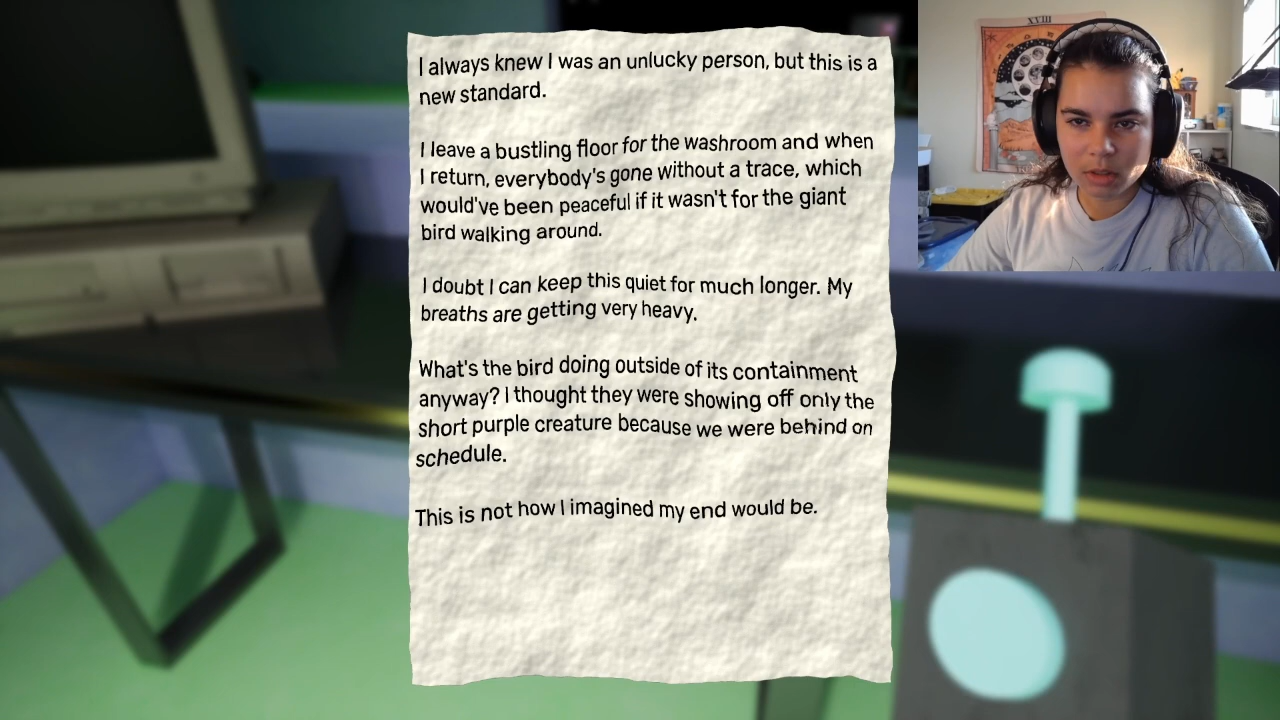 XVIII
I always knew I was an unlucky person, but this is a
new standard.
I leave a bustling floor for the washroom and when
I return, everybody's gone without a trace, which
would've been peaceful if it wasn't for the giant
bird walking around.
I doubt I can keep this quiet for much longer. My
breaths are getting very heavy.
What's the bird doing outside of its containment
anyway? I thought they were showing off only the
short purple creature because we were behind on
schedule.
This is not how I imagined my end would be.